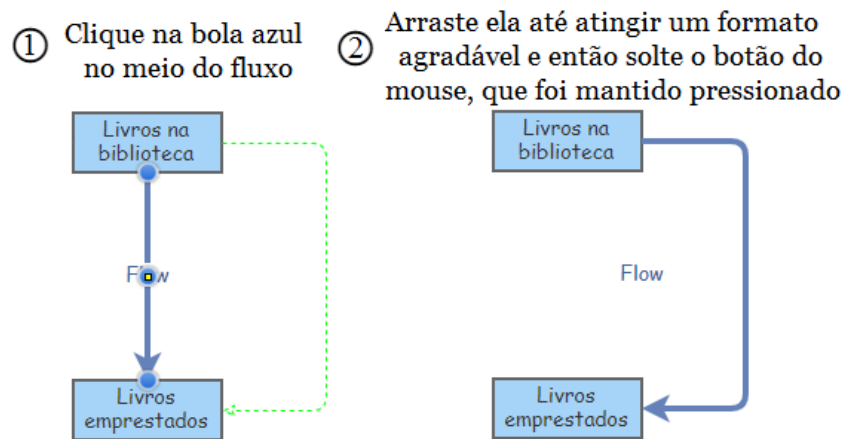 ① Clique na bola azul
no meio do fluxo
② Arraste ela até atingir um formato
agradável e então solte o botão do
mouse, que foi mantido pressionado
Livros na
biblioteca
Flow
Livros
emprestados
Livros na
biblioteca
Flow
Livros
emprestados